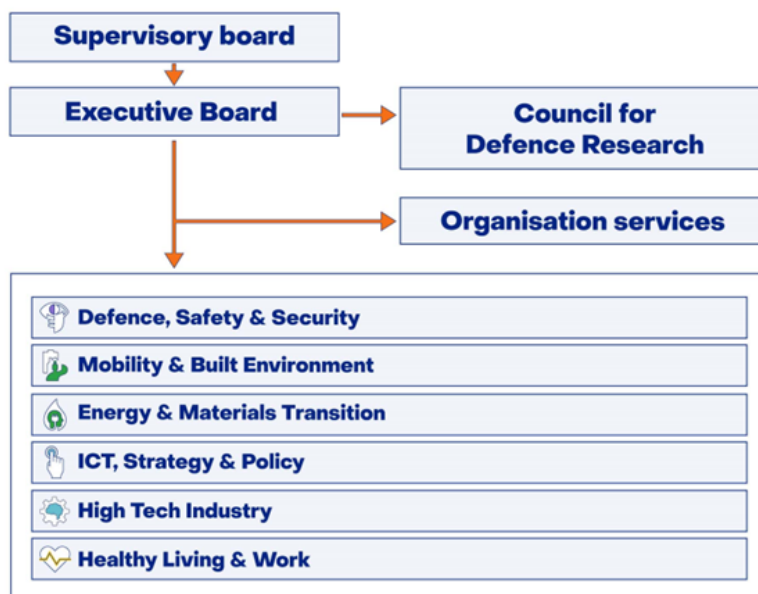 Supervisory board
Executive Board
Council for
Defence Research
Organisation services
Defence, Safety & Security
Mobility & Built Environment
Energy & Materials Transition
ICT, Strategy & Policy
High Tech Industry
Healthy Living & Work